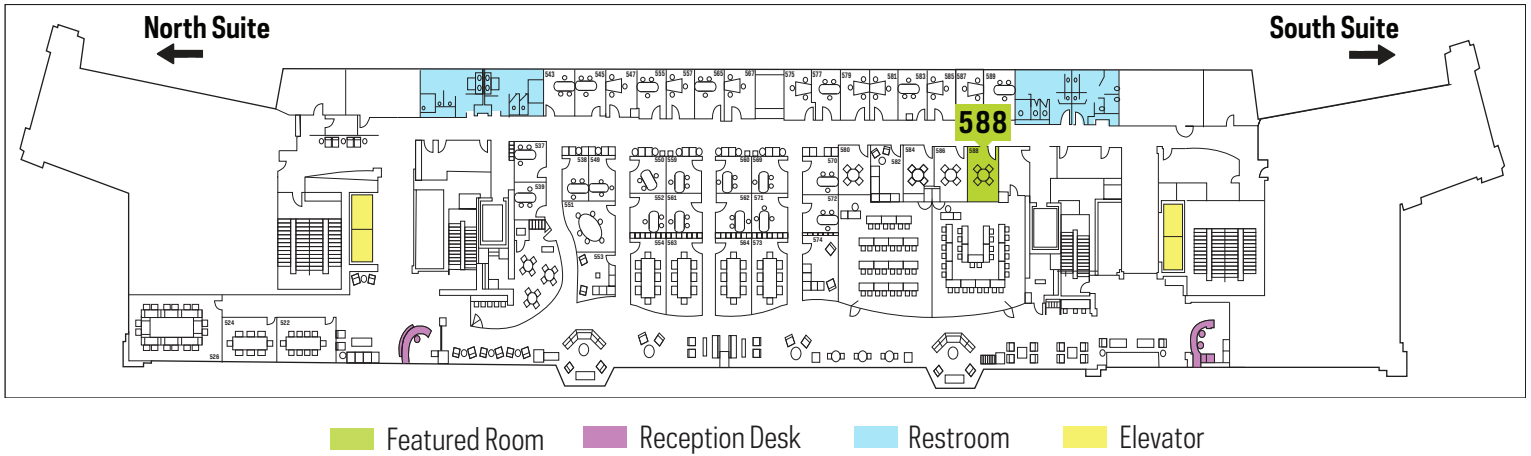 North Suite
South Suite
543 545 547 555 557 565 567 575 577 579 581 583 585 587 589
588
537 538 549 550 559 560 569 570 580 582 584 586 588
539 551 552 561 562 571 572
553 554 563 564 573 574
524 522
526
Featured Room Reception Desk Restroom Elevator